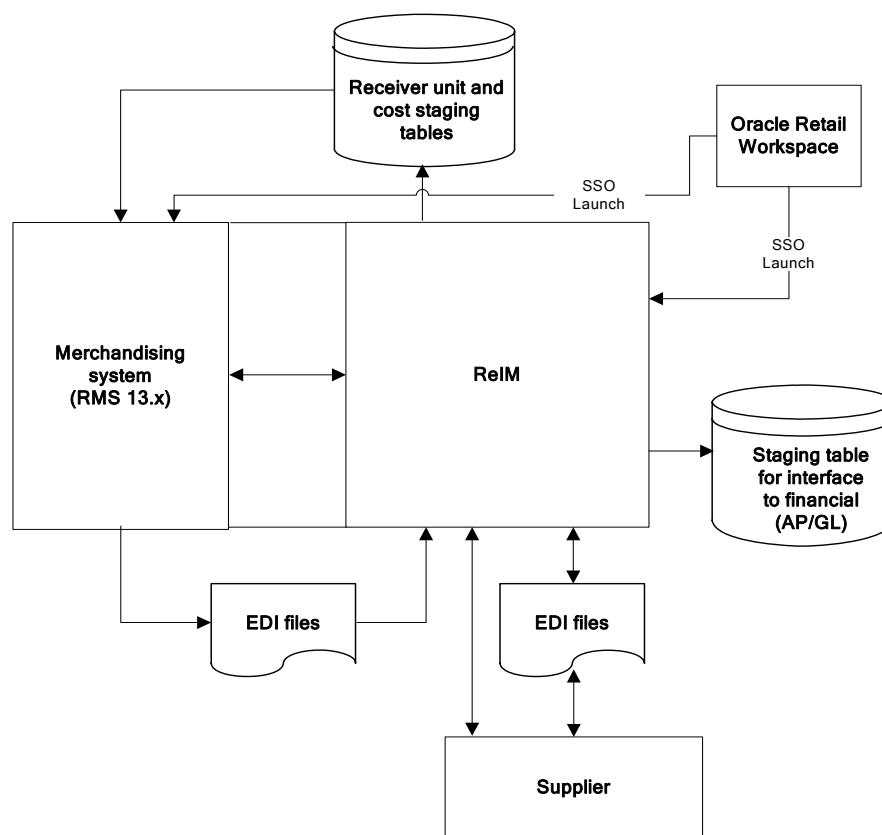 Receiver unit and
cost staging
tables
Oracle Retail
Workspace
SSO
Launch
SSO
Launch
Merchandising
system
(RMS 13.x)
ReIM
Staging table
for interface
to financial
(AP/GL)
EDI files
EDI files
Supplier